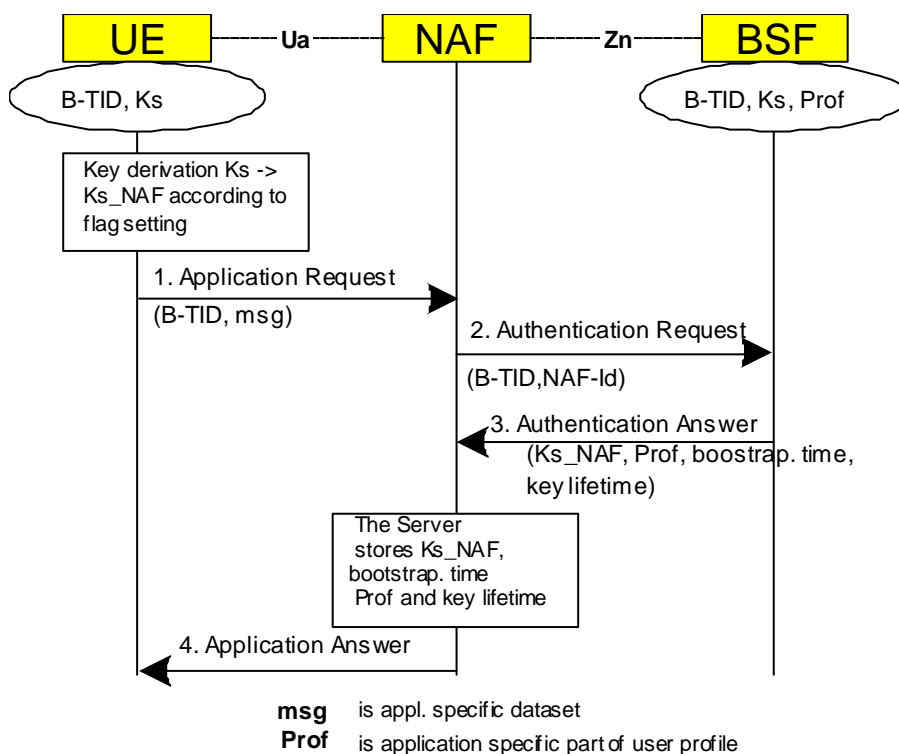 UE Ua NAF Zn BSF
B-TID, Ks
B-TID, Ks, Prof
Key derivation Ks ->
Ks_NAF according to
flag setting
1. Application Request
(B-TID, msg)
2. Authentication Request
(B-TID,NAF-Id)
3. Authentication Answer
(Ks_NAF, Prof, boostrap. time,
key lifetime)
The Server
stores Ks_NAF,
bootstrap. time
Prof and key lifetime
4. Application Answer
msg is appl. specific dataset
Prof is application specific part of user profile